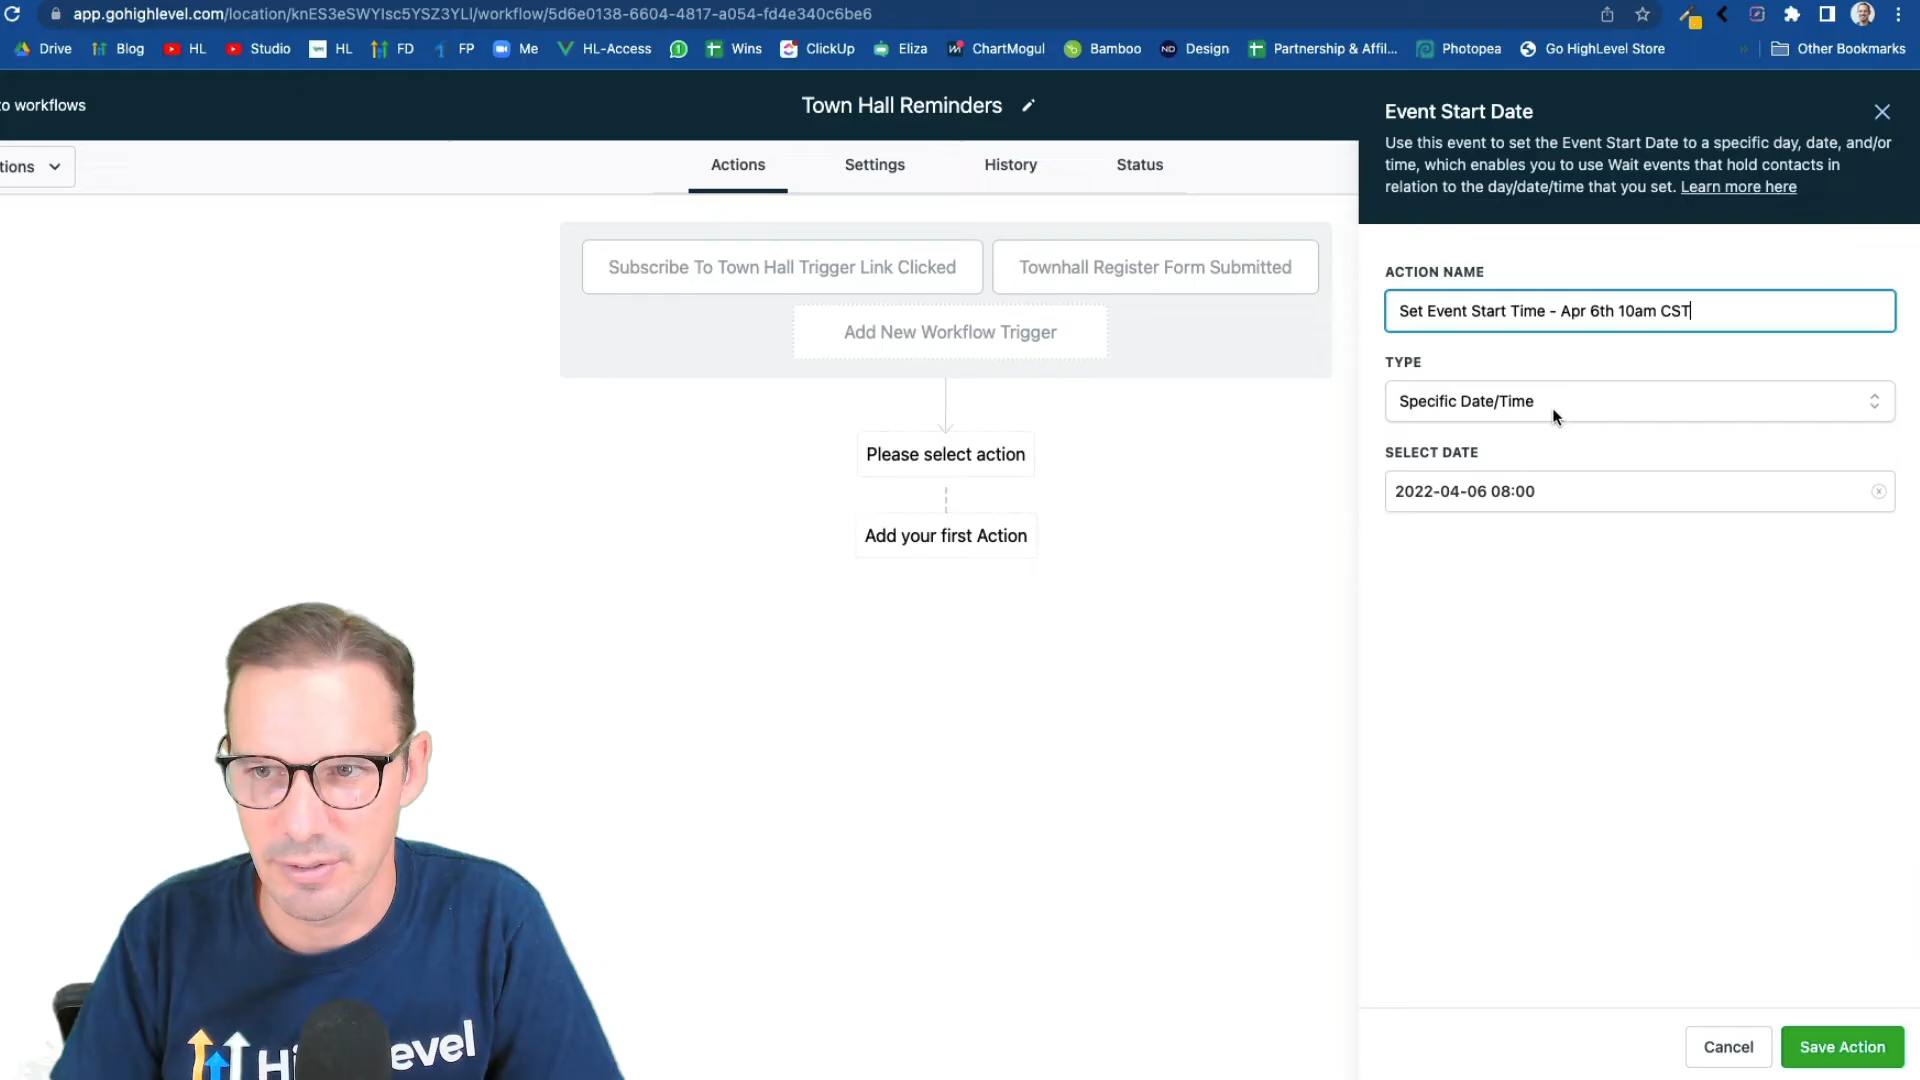 app.gohighlevel.com/location/knES3eSWYIsc5YSZ3YLI/workflow/5d6e0138-6604-4817-a054-fd4e340c6be6
Drive Blog HL Studio HL FD FP Me HL-Access Wins ClickUp Eliza ChartMogul Bamboo Design Partnership & Affil... Photopea Go HighLevel Store » Other Bookmarks
to workflows
Town Hall Reminders
Event Start Date
Use this event to set the Event Start Date to a specific day, date, and/or
time, which enables you to use Wait events that hold contacts in
relation to the day/date/time that you set. Learn more here
tions
Actions Settings History Status
Subscribe To Town Hall Trigger Link Clicked
Townhall Register Form Submitted
Add New Workflow Trigger
Please select action
Add your first Action
ACTION NAME
Set Event Start Time - Apr 6th 10am CST
TYPE
Specific Date/Time
SELECT DATE
2022-04-06 08:00
Cancel
Save Action
Hi evel